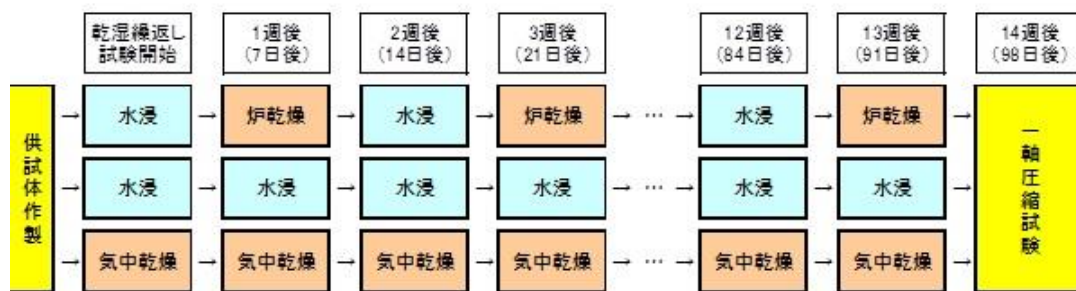 乾湿繰返し
試験開始
1週後
(7日後)
2週後
(14日後)
3週後
(21日後)
12週後
(84日後)
13週後
(91日後)
14週後
(98日後)
供試体作製
→ 水浸 → 炉乾燥 → 水浸 → 炉乾燥 → … → 水浸 → 炉乾燥 →
→ 水浸 → 水浸 → 水浸 → 水浸 → … → 水浸 → 水浸 →
→ 気中乾燥 → 気中乾燥 → 気中乾燥 → 気中乾燥 → … → 気中乾燥 → 気中乾燥 →
一軸圧縮試験